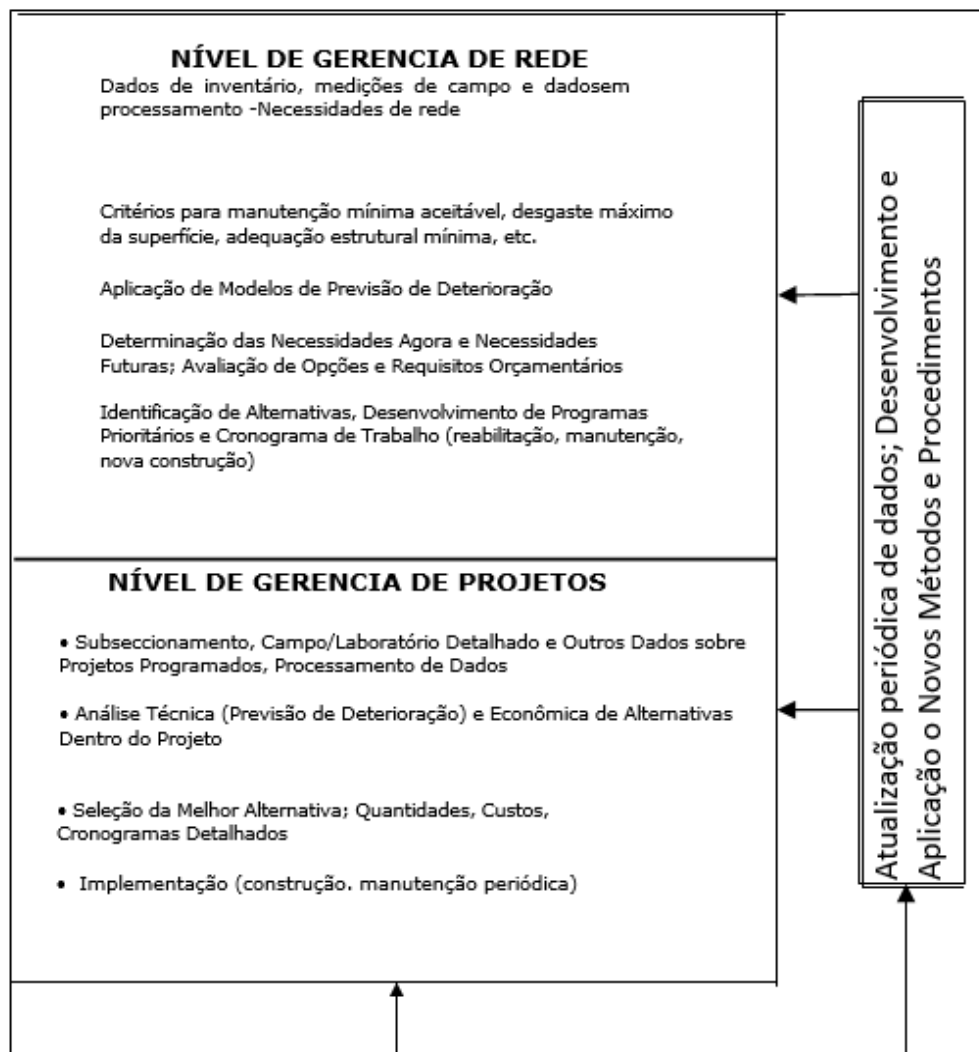 NÍVEL DE GERENCIA DE REDE
Dados de inventário, medições de campo e dadosem
processamento -Necessidades de rede
Critérios para manutenção mínima aceitável, desgaste máximo
da superfície, adequação estrutural mínima, etc.
Aplicação de Modelos de Previsão de Deterioração
Determinação das Necessidades Agora e Necessidades
Futuras; Avaliação de Opções e Requisitos Orçamentários
Identificação de Alternativas, Desenvolvimento de Programas
Prioritários e Cronograma de Trabalho (reabilitação, manutenção,
nova construção)
NÍVEL DE GERENCIA DE PROJETOS
• Subseccionamento, Campo/Laboratório Detalhado e Outros Dados sobre
Projetos Programados, Processamento de Dados
• Análise Técnica (Previsão de Deterioração) e Econômica de Alternativas
Dentro do Projeto
• Seleção da Melhor Alternativa; Quantidades, Custos,
Cronogramas Detalhados
• Implementação (construção. manutenção periódica)
Atualização periódica de dados; Desenvolvimento e
Aplicação o Novos Métodos e Procedimentos